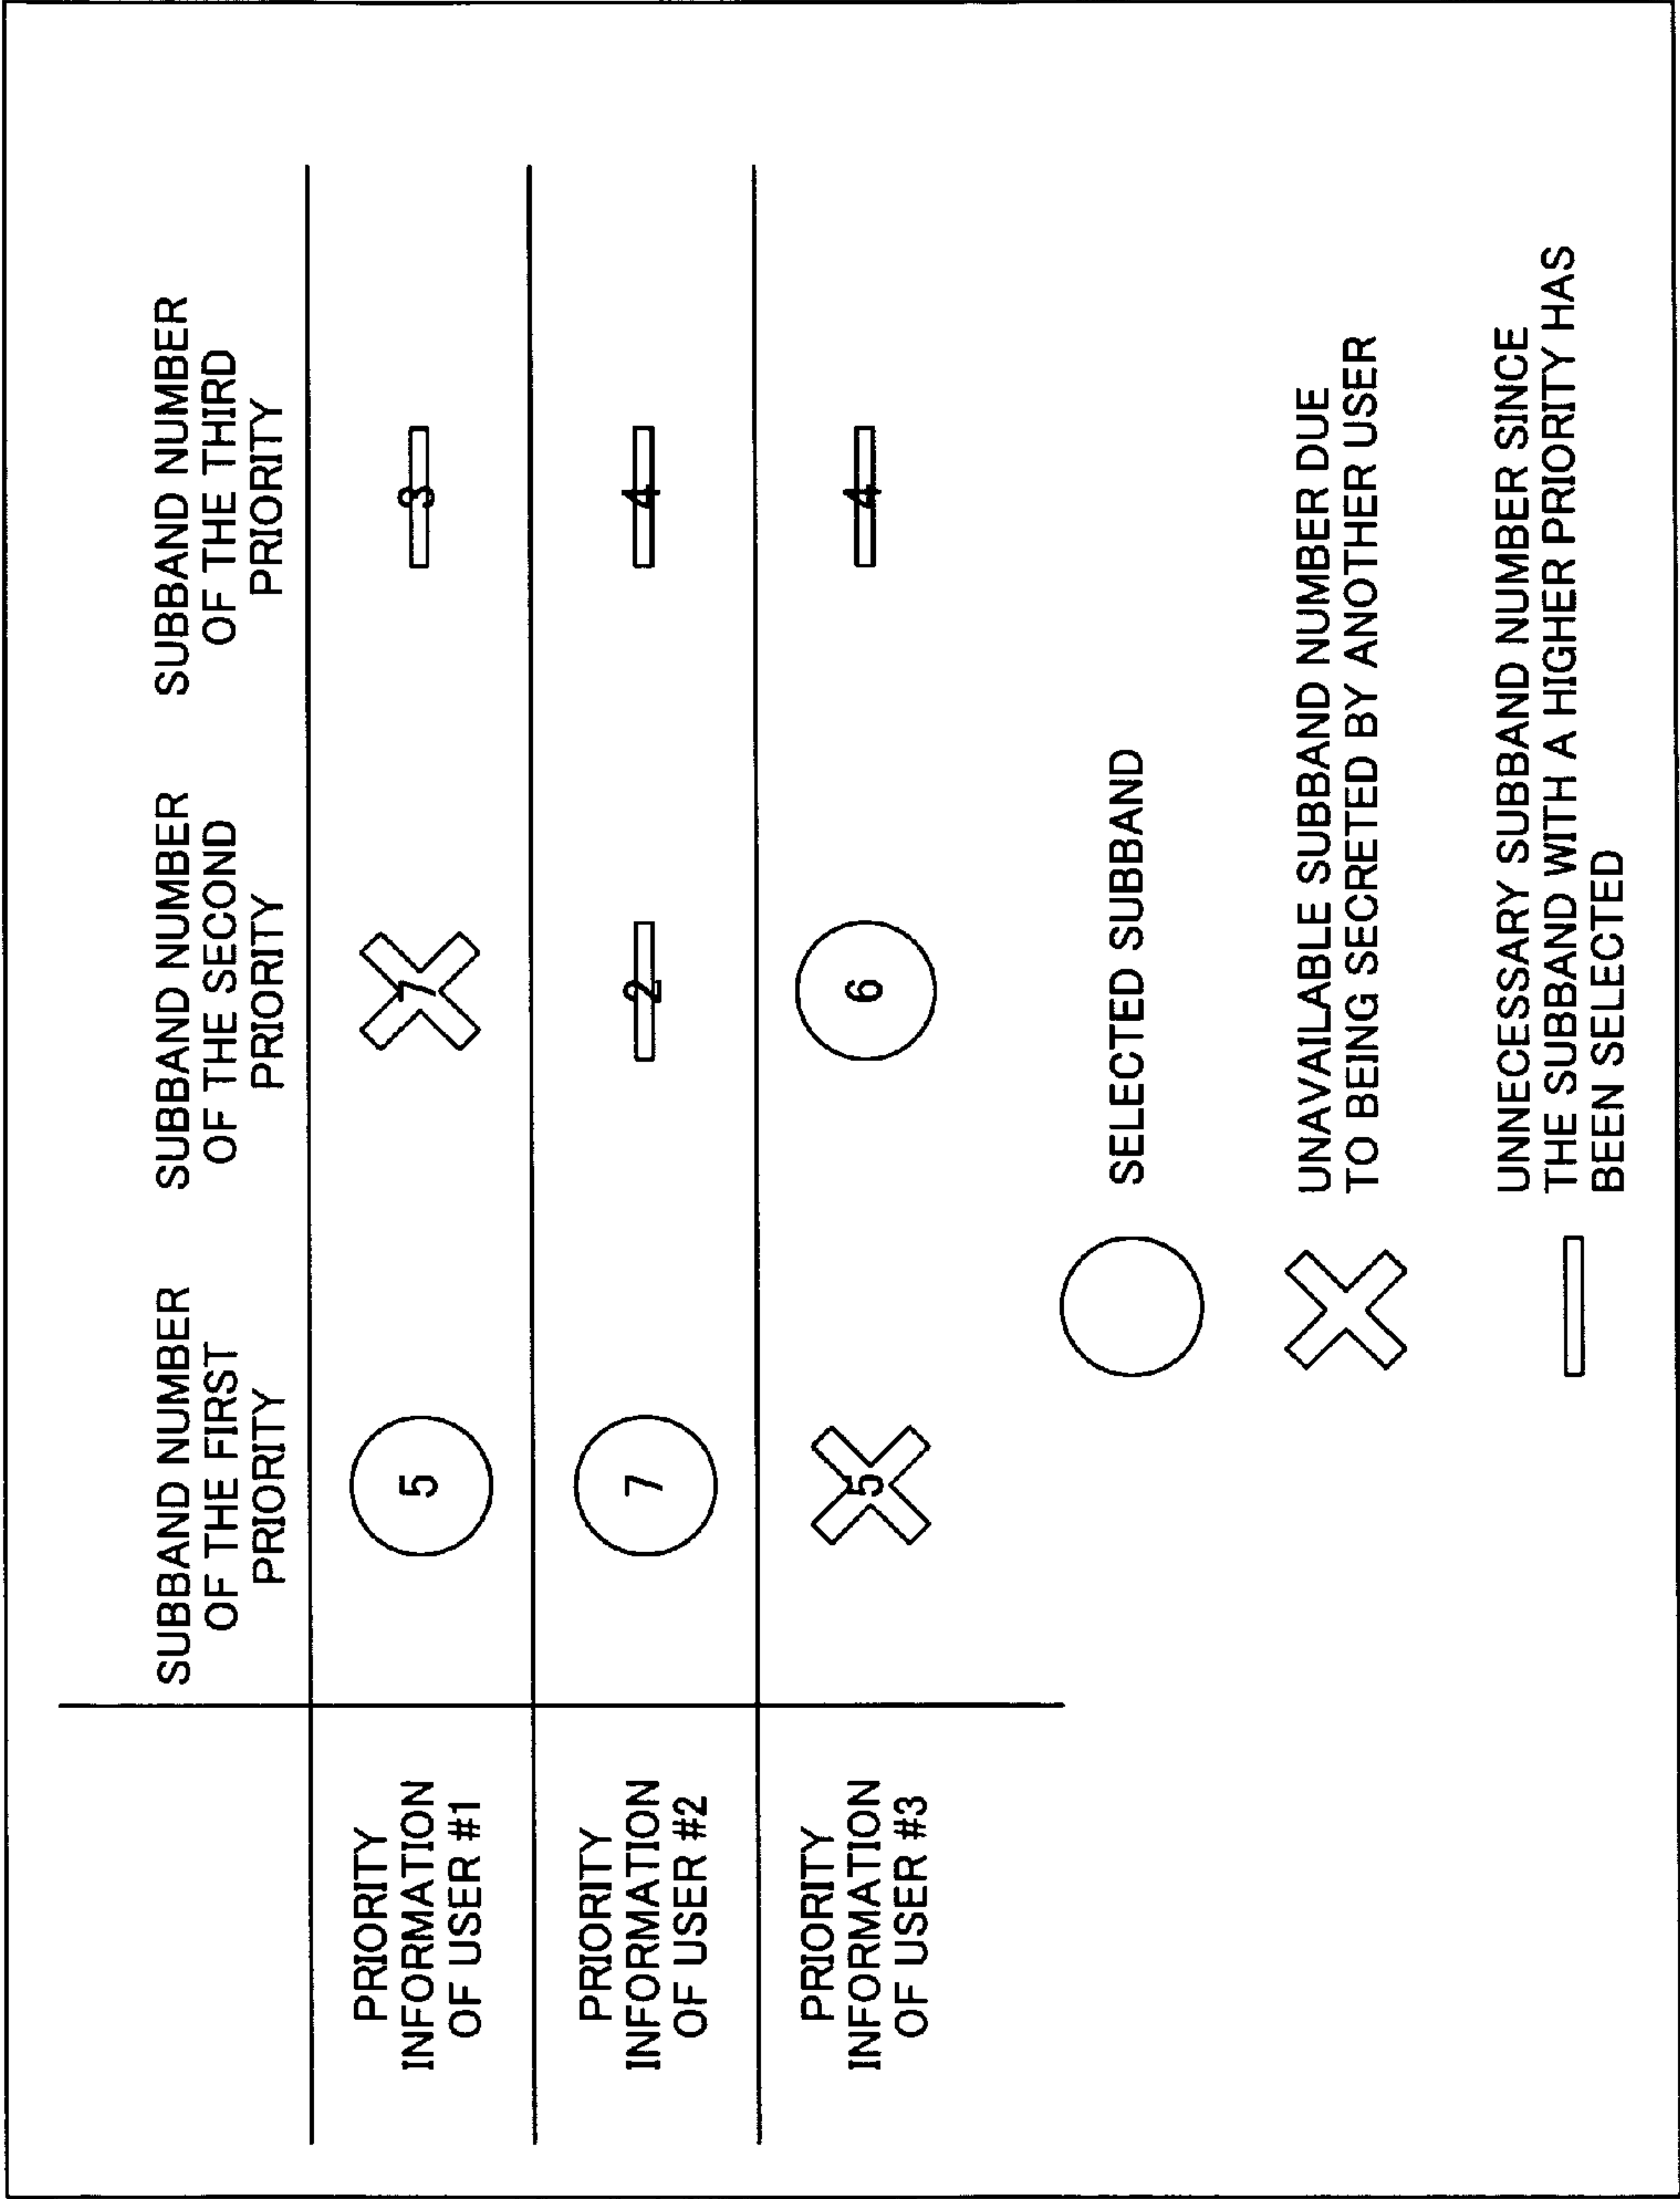 SUBBAND NUMBER
OF THE FIRST
PRIORITY
SUBBAND NUMBER
OF THE SECOND
PRIORITY
SUBBAND NUMBER
OF THE THIRD
PRIORITY
PRIORITY
INFORMATION
OF USER #1
5
7
3
PRIORITY
INFORMATION
OF USER #2
7
2
4
PRIORITY
INFORMATION
OF USER #3
5
6
4
SELECTED SUBBAND
UNAVAILABLE SUBBAND NUMBER DUE
TO BEING SECRETED BY ANOTHER USER
UNNECESSARY SUBBAND NUMBER SINCE
THE SUBBAND WITH A HIGHER PRIORITY HAS
BEEN SELECTED